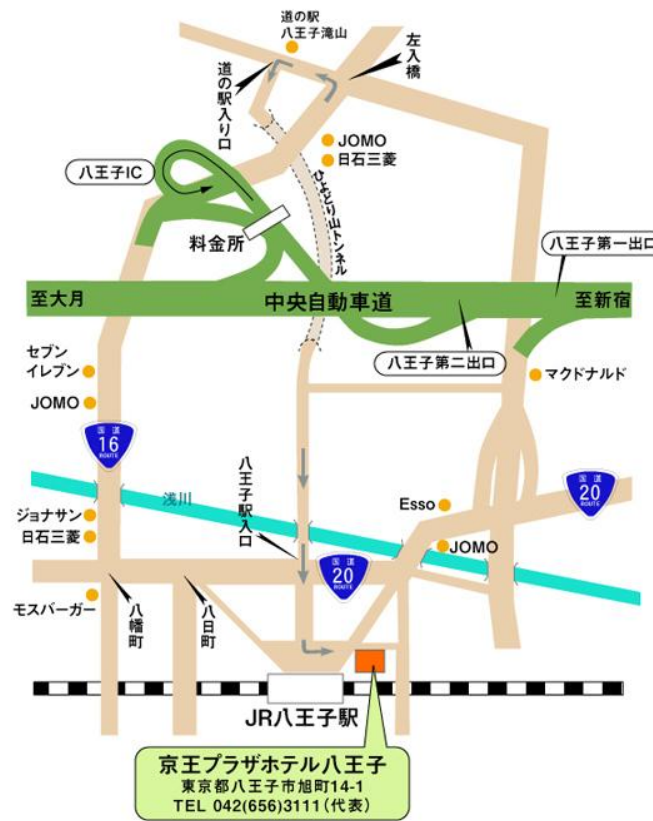 道の駅
八王子滝山
左入橋
道の駅入り口
JOMO
日石三菱
八王子IC
ひよどり山トンネル
料金所
八王子第一出口
至大月
中央自動車道
至新宿
八王子第二出口
セブン
イレブン
マクドナルド
JOMO
国道
16
ROUTE
八王子駅入口
浅川
Esso
国道
20
ROUTE
ジョナサン
日石三菱
JOMO
国道
20
ROUTE
モスバーガー
八幡町
八日町
JR八王子駅
京王プラザホテル八王子
東京都八王子市旭町14-1
TEL 042(656)3111(代表)